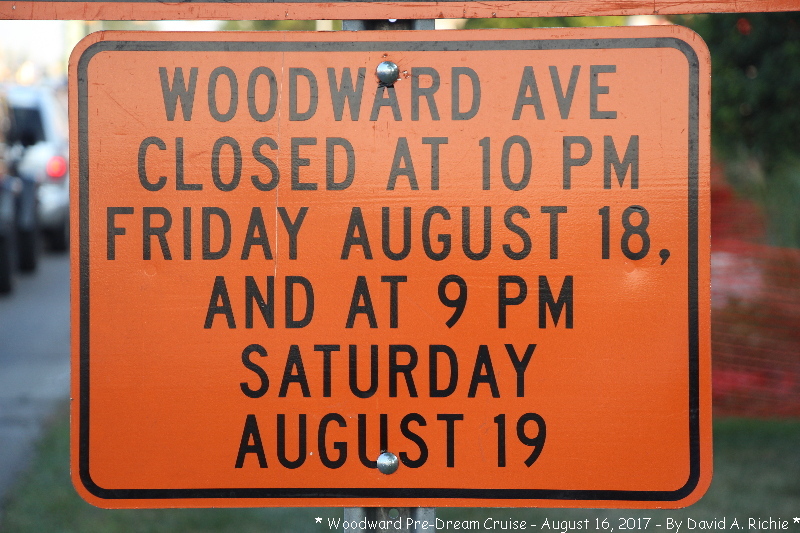 WOODWARD AVE
CLOSED AT 10 PM
FRIDAY AUGUST 18,
AND AT 9 PM
SATURDAY
AUGUST 19
* Woodward Pre-Dream Cruise - August 16, 2017 - By David A. Richie *